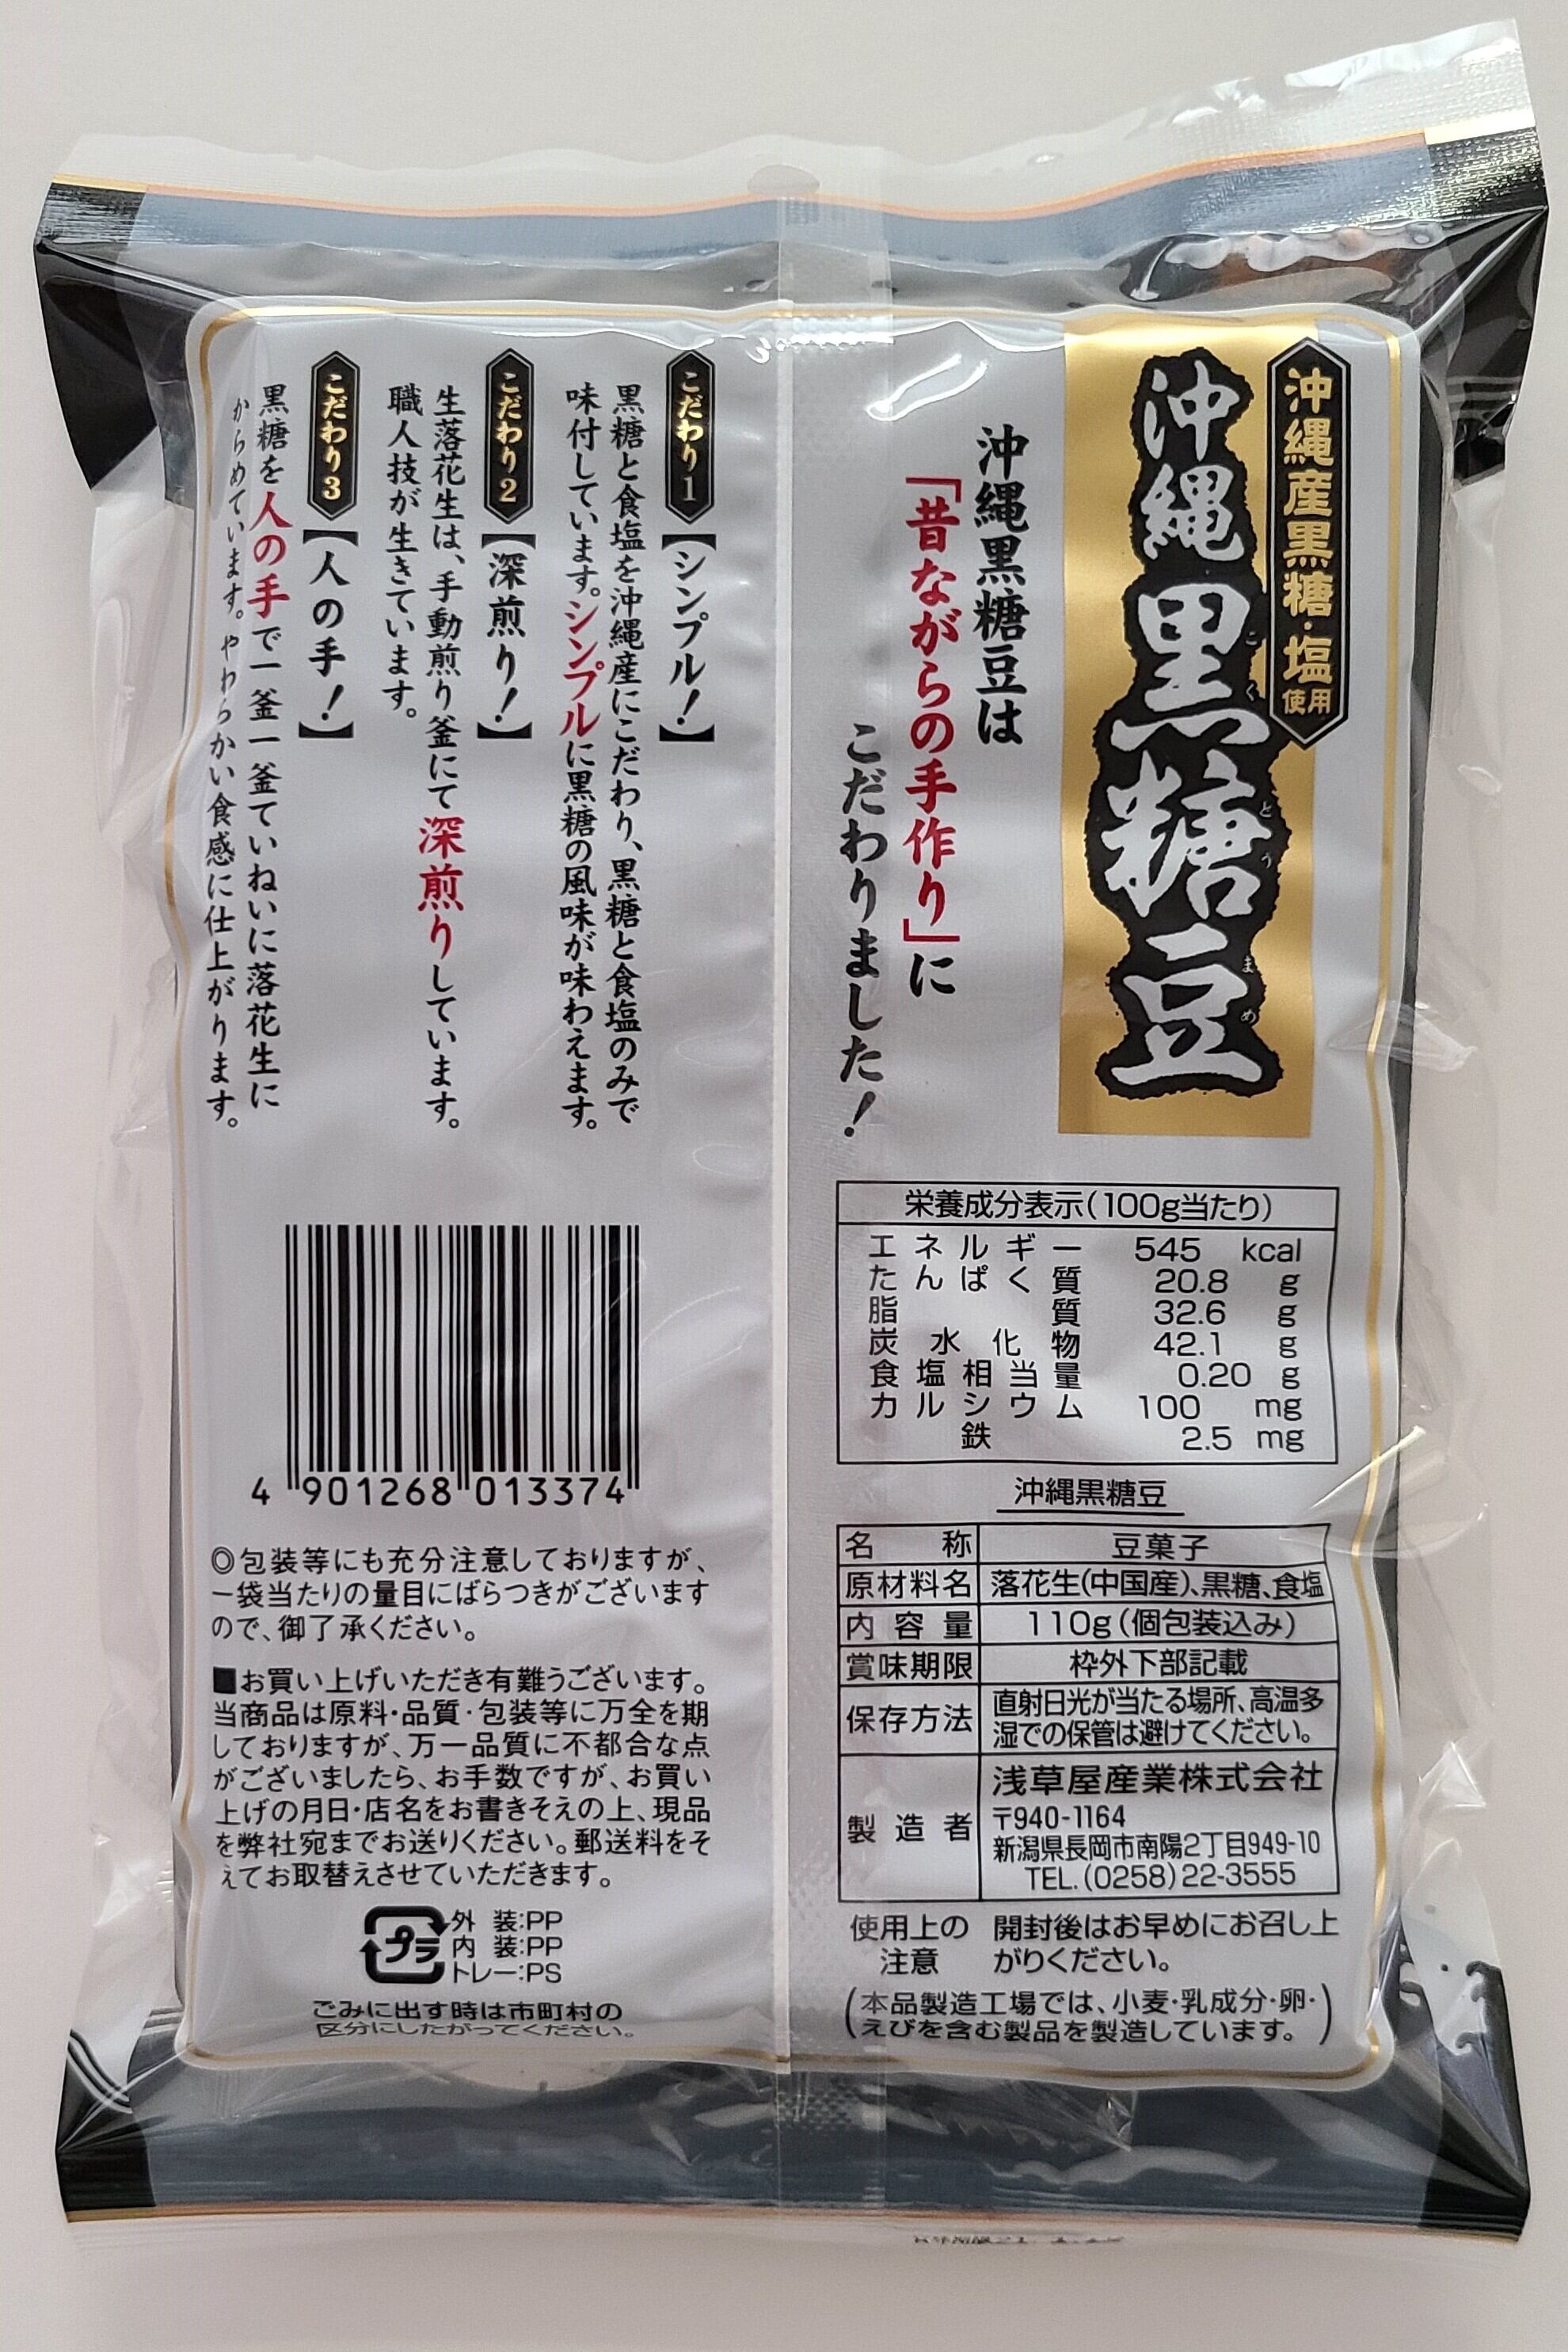 沖縄産黒糖・塩使用
沖縄黒糖豆
こくとうまめ
沖縄黒糖豆は
「昔ながらの手作り」に
こだわりました!
こだわり1【シンプル!】
黒糖と食塩を沖縄産にこだわり、黒糖と食塩のみで
味付しています。シンプルに黒糖の風味が味わえます。
こだわり2【深煎り!】
生落花生は、手動煎り釜にて深煎りしています。
職人技が生きています。
こだわり3【人の手!】
黒糖を人の手で一釜一釜ていねいに落花生に
からめています。やわらかい食感に仕上がります。
栄養成分表示(100g当たり)
エネルギー 545 kcal
たんぱく質 20.8 g
脂質 32.6 g
炭水化物 42.1 g
食塩相当量 0.20 g
カルシウム 100 mg
鉄 2.5 mg
沖縄黒糖豆
名称 豆菓子
原材料名 落花生(中国産)、黒糖、食塩
内容量 110g(個包装込み)
賞味期限 枠外下部記載
保存方法 直射日光が当たる場所、高温多
湿での保管は避けてください。
製造者 浅草屋産業株式会社
〒940-1164
新潟県長岡市南陽2丁目949-10
TEL.(0258)22-3555
使用上の注意 開封後はお早めにお召し上
がりください。
(本品製造工場では、小麦・乳成分・卵・
えびを含む製品を製造しています。)
4 901268 013374
◎包装等にも充分注意しておりますが、
一袋当たりの量目にばらつきがございます
ので、御了承ください。
■お買い上げいただき有難うございます。
当商品は原料・品質・包装等に万全を期
しておりますが、万一品質に不都合な点
がございましたら、お手数ですが、お買い
上げの月日・店名をお書きそえの上、現品
を弊社宛までお送りください。郵送料をそ
えてお取替えさせていただきます。
プラ
外装:PP
内装:PP
トレー:PS
ごみに出す時は市町村の
区分にしたがってください。